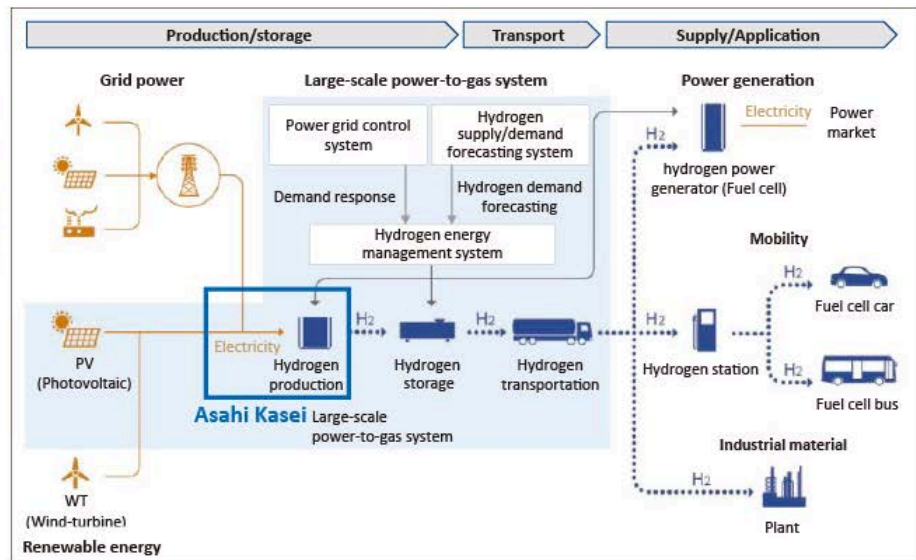 Production/storage
Transport
Supply/Application
Grid power
Large-scale power-to-gas system
Power generation
Power grid control
system
Hydrogen
supply/demand
forecasting system
H2
Electricity
Power
market
hydrogen power
generator (Fuel cell)
Demand response
Hydrogen demand
forecasting
Hydrogen energy
management system
Mobility
H2
Fuel cell car
PV
(Photovoltaic)
Electricity
Hydrogen
production
H2
Hydrogen
storage
H2
Hydrogen
transportation
H2
Hydrogen station
H2
Fuel cell bus
Asahi Kasei
Large-scale
power-to-gas system
Industrial material
H2
Plant
WT
(Wind-turbine)
Renewable energy